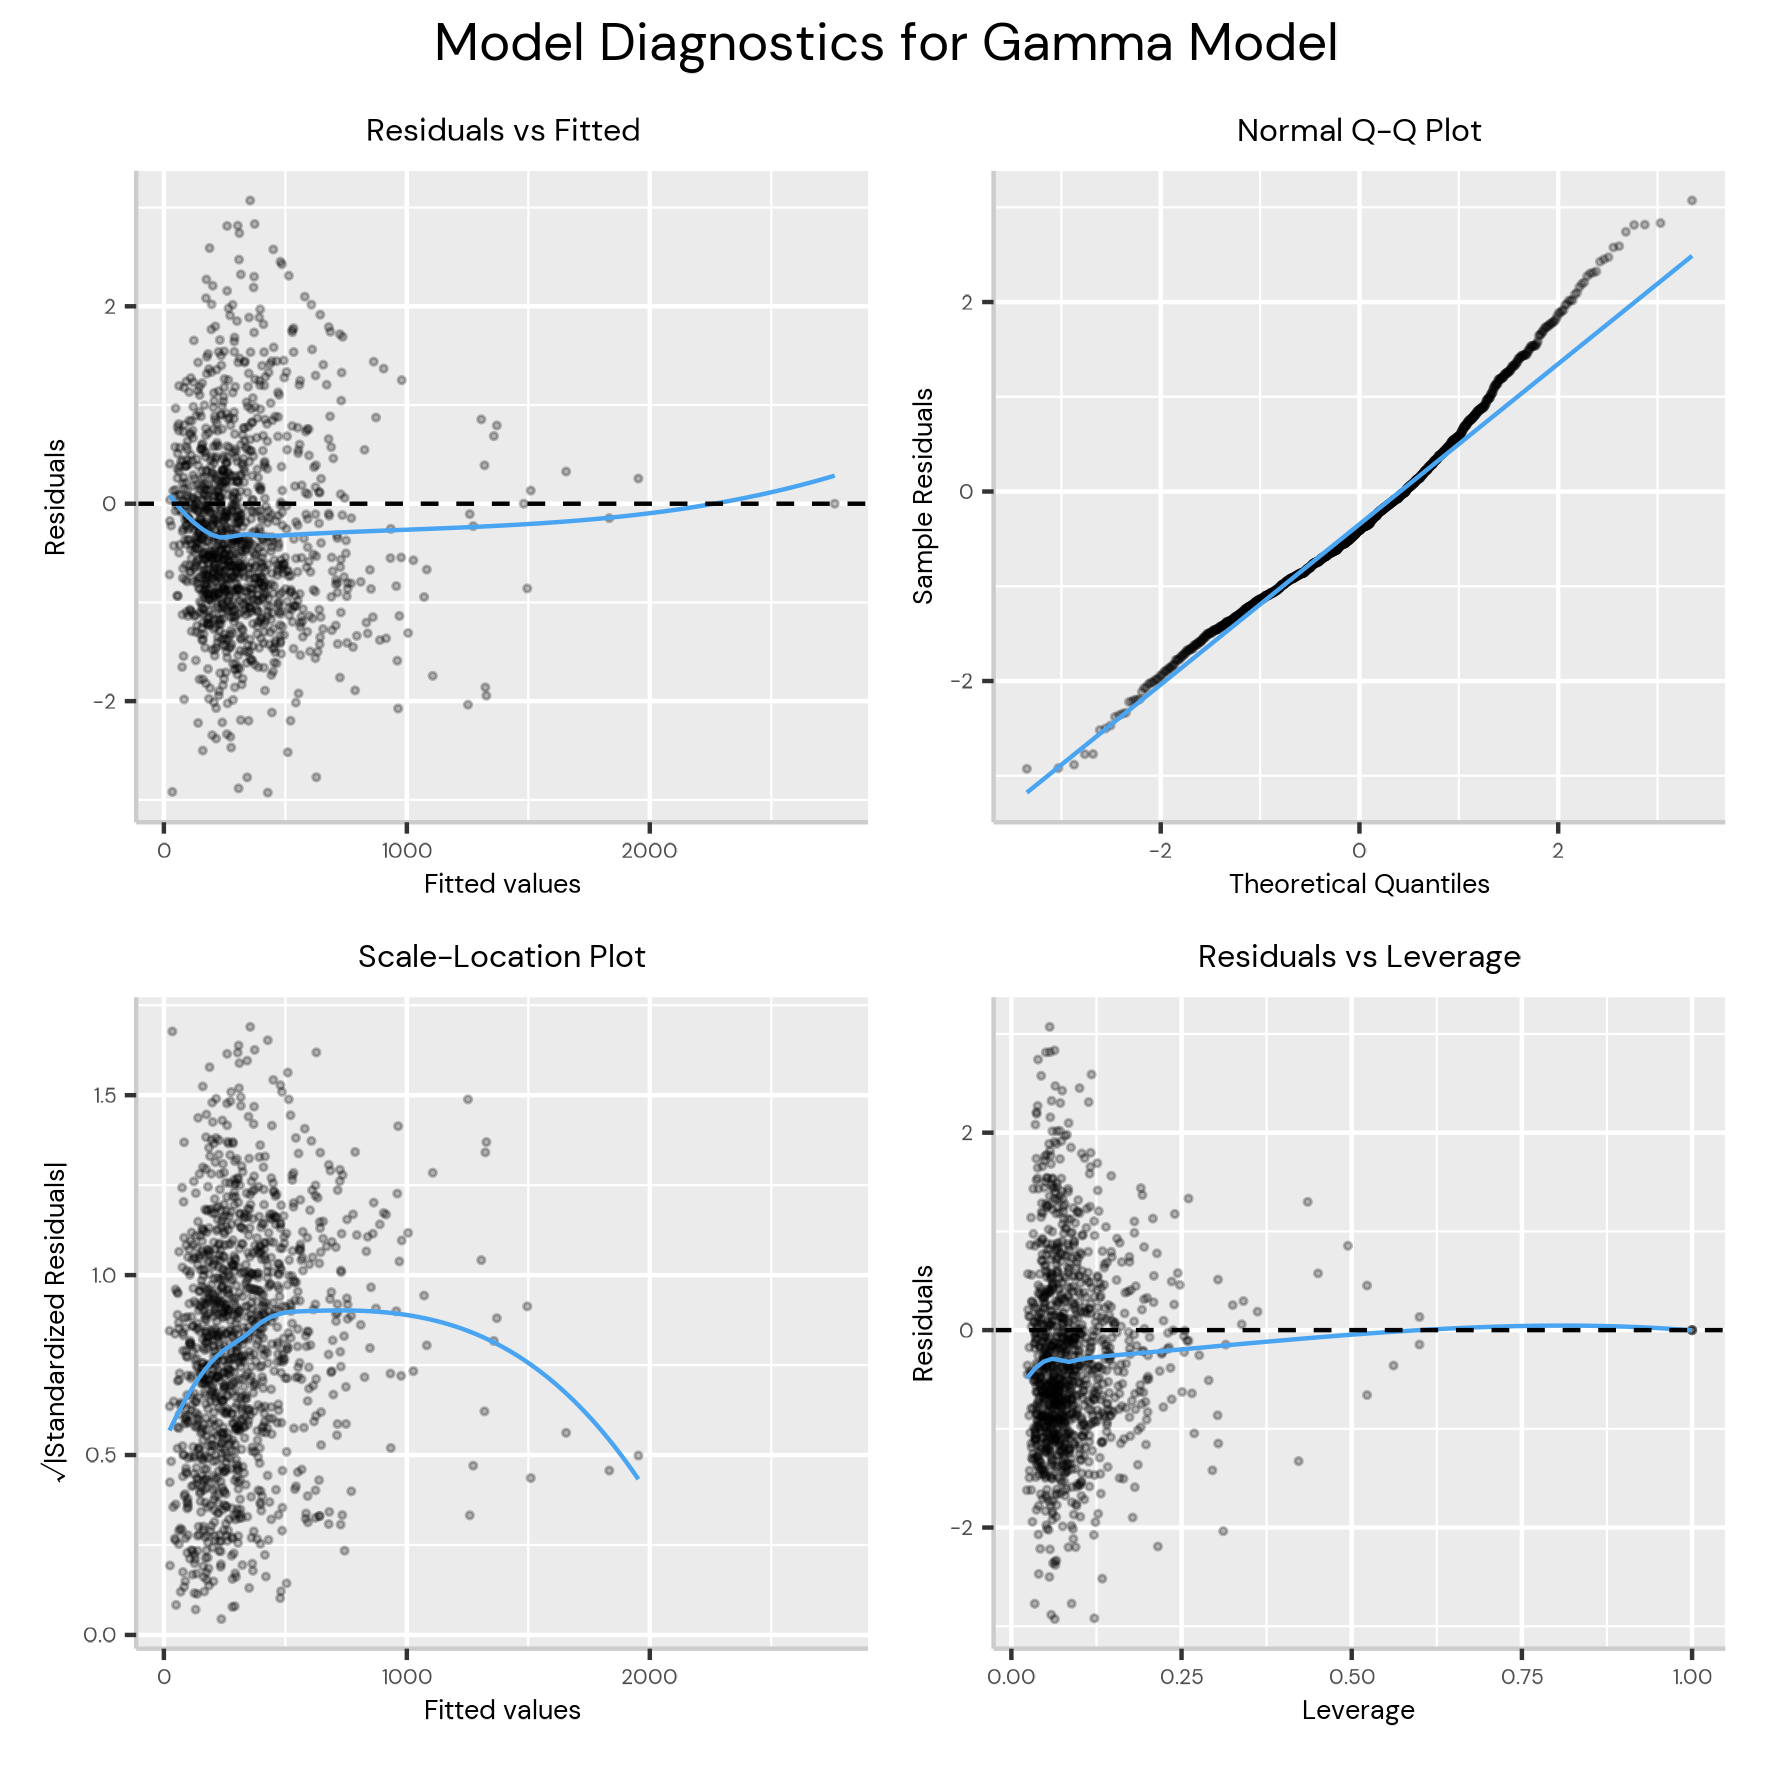 Model Diagnostics for Gamma Model
Residuals vs Fitted
Residuals
2
0
−2
0 1000 2000
Fitted values
Normal Q−Q Plot
Sample Residuals
2
0
−2
−2 0 2
Theoretical Quantiles
Scale−Location Plot
√|Standardized Residuals|
1.5
1.0
0.5
0.0
0 1000 2000
Fitted values
Residuals vs Leverage
Residuals
2
0
−2
0.00 0.25 0.50 0.75 1.00
Leverage